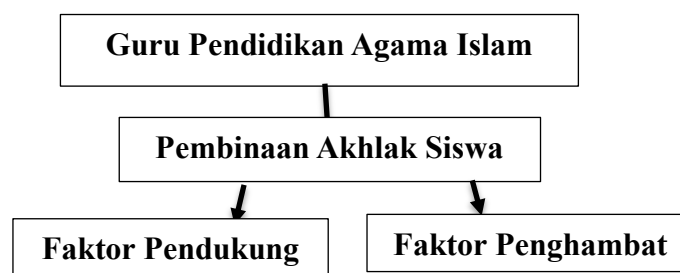 Guru Pendidikan Agama Islam
Pembinaan Akhlak Siswa
Faktor Pendukung
Faktor Penghambat